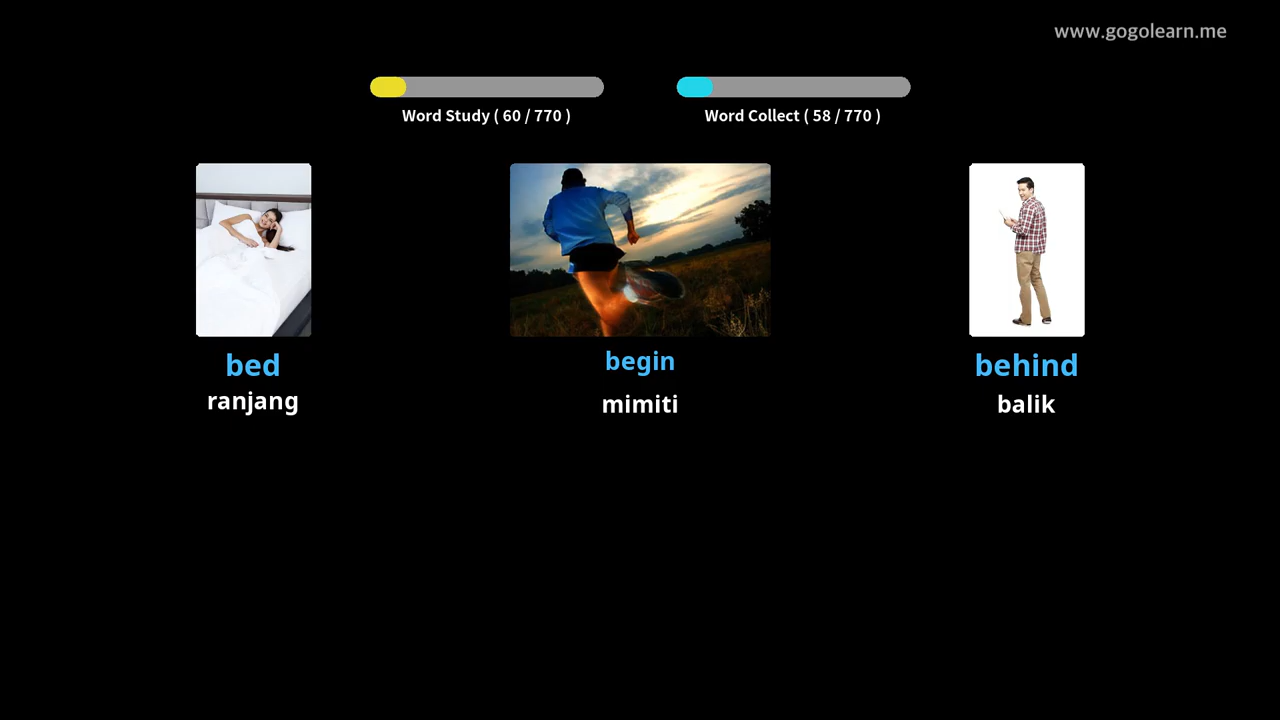 www.gogolearn.me
Word Study ( 60 / 770 )
Word Collect ( 58 / 770 )
bed
ranjang
begin
mimiti
behind
balik